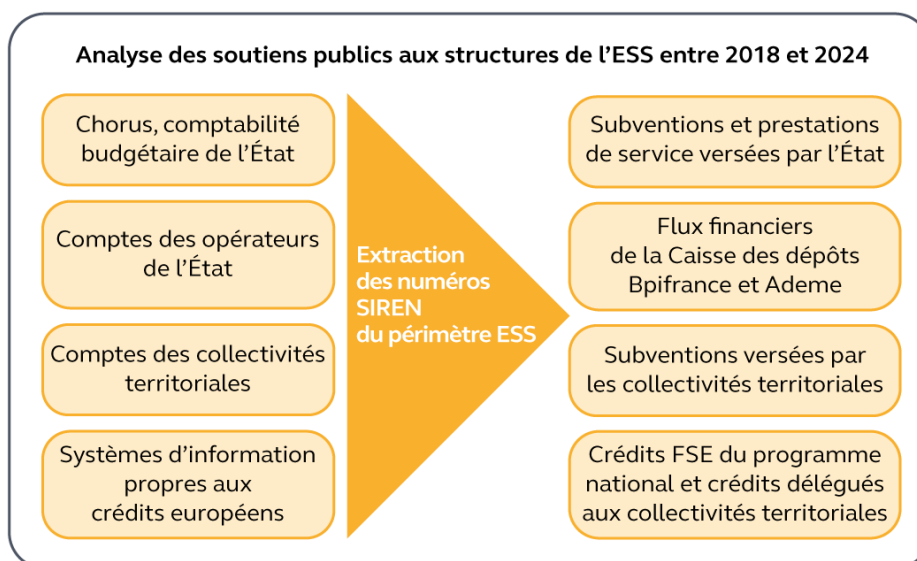 Analyse des soutiens publics aux structures de l’ESS entre 2018 et 2024
Chorus, comptabilité
budgétaire de l’État
Comptes des opérateurs
de l’État
Comptes des collectivités
territoriales
Systèmes d’information
propres aux
crédits européens
Extraction
des numéros
SIREN
du périmètre ESS
Subventions et prestations
de service versées par l’État
Flux financiers
de la Caisse des dépôts
Bpifrance et Ademe
Subventions versées par
les collectivités territoriales
Crédits FSE du programme
national et crédits délégués
aux collectivités territoriales